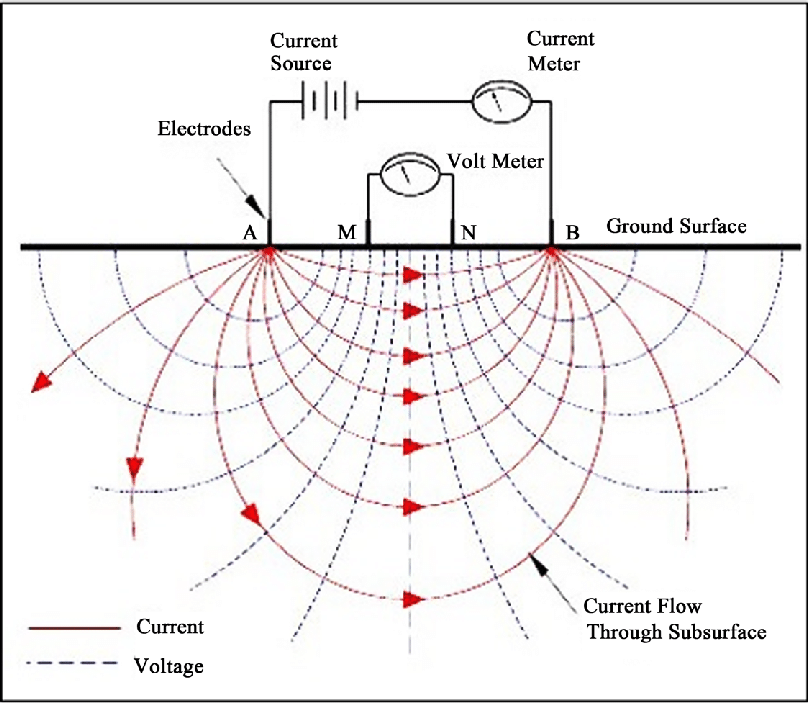 Current
Source
Current
Meter
Electrodes
Volt Meter
A
M
N
B
Ground Surface
Current Flow
Through Subsurface
Current
Voltage